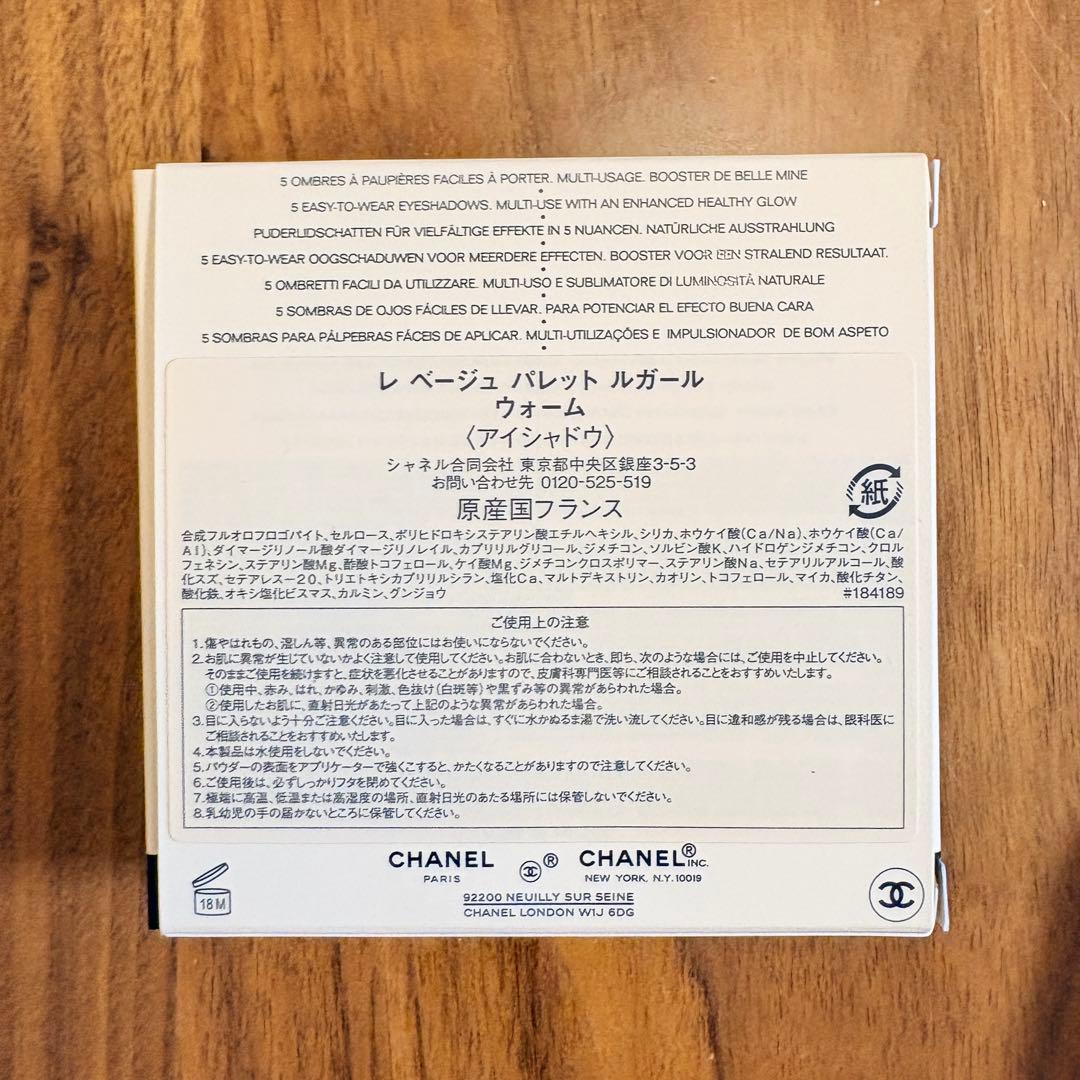 5 OMBRES À PAUPIÈRES FACILES À PORTER. MULTI-USAGE. BOOSTER DE BELLE MINE
5 EASY-TO-WEAR EYESHADOWS. MULTI-USE WITH AN ENHANCED HEALTHY GLOW
PUDERLIDSCHATTEN FÜR VIELFÄLTIGE EFFEKTE IN 5 NUANCEN. NATÜRLICHE AUSSTRAHLUNG
5 EASY-TO-WEAR OOGSCHADUWEN VOOR MEERDERE EFFECTEN. BOOSTER VOOR EEN STRALEND RESULTAAT.
5 OMBRETTI FACILI DA UTILIZZARE. MULTI-USO E SUBLIMATORE DI LUMINOSITÀ NATURALE
5 SOMBRAS DE OJOS FÁCILES DE LLEVAR. PARA POTENCIAR EL EFECTO BUENA CARA
5 SOMBRAS PARA PÁLPEBRAS FÁCEIS DE APLICAR. MULTI-UTILIZAÇÕES E IMPULSIONADOR DE BOM ASPETO
レ ベージュ パレット ルガール
ウォーム
〈アイシャドウ〉
シャネル合同会社 東京都中央区銀座3-5-3
お問い合わせ先 0120-525-519
原産国フランス
紙
合成フルオロフロゴパイト、セルロース、ポリヒドロキシステアリン酸エチルヘキシル、シリカ、ホウケイ酸(Ca/Na)、ホウケイ酸(Ca/
Al)、ダイマージリノール酸ダイマージリノレイル、カプリリルグリコール、ジメチコン、ソルビン酸K、ハイドロゲンジメチコン、クロル
フェネシン、ステアリン酸Mg、酢酸トコフェロール、ケイ酸Mg、ジメチコンクロスポリマー、ステアリン酸Na、セテアリルアルコール、酸
化スズ、セテアレス－20、トリエトキシカプリリルシラン、塩化Ca、マルトデキストリン、カオリン、トコフェロール、マイカ、酸化チタン、
酸化鉄、オキシ塩化ビスマス、カルミン、グンジョウ #184189
ご使用上の注意
1.傷やはれもの、湿しん等、異常のある部位にはお使いにならないでください。
2.お肌に異常が生じていないかよく注意して使用してください。お肌に合わないとき、即ち、次のような場合には、ご使用を中止してください。
そのままご使用を続けますと、症状を悪化させることがありますので、皮膚科専門医等にご相談されることをおすすめいたします。
①使用中、赤み、はれ、かゆみ、刺激、色抜け(白斑等)や黒ずみ等の異常があらわれた場合。
②使用したお肌に、直射日光があたって上記のような異常があらわれた場合。
3.目に入らないよう十分ご注意ください。目に入った場合は、すぐに水かぬるま湯で洗い流してください。目に違和感が残る場合は、眼科医に
ご相談されることをおすすめいたします。
4.本製品は水使用をしないでください。
5.パウダーの表面をアプリケーターで強くこすると、かたくなることがありますので注意してください。
6.ご使用後は、必ずしっかりフタを閉めてください。
7.極端に高温、低温または高湿度の場所、直射日光のあたる場所には保管しないでください。
8.乳幼児の手の届かないところに保管してください。
CHANEL ® CHANEL® INC.
PARIS NEW YORK, N.Y. 10019
18 M
92200 NEUILLY SUR SEINE
CHANEL LONDON W1J 6DG